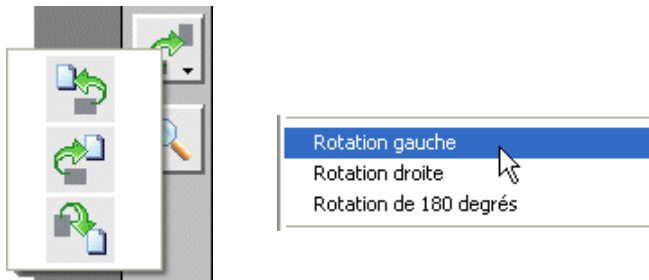 Rotation gauche
Rotation droite
Rotation de 180 degrés